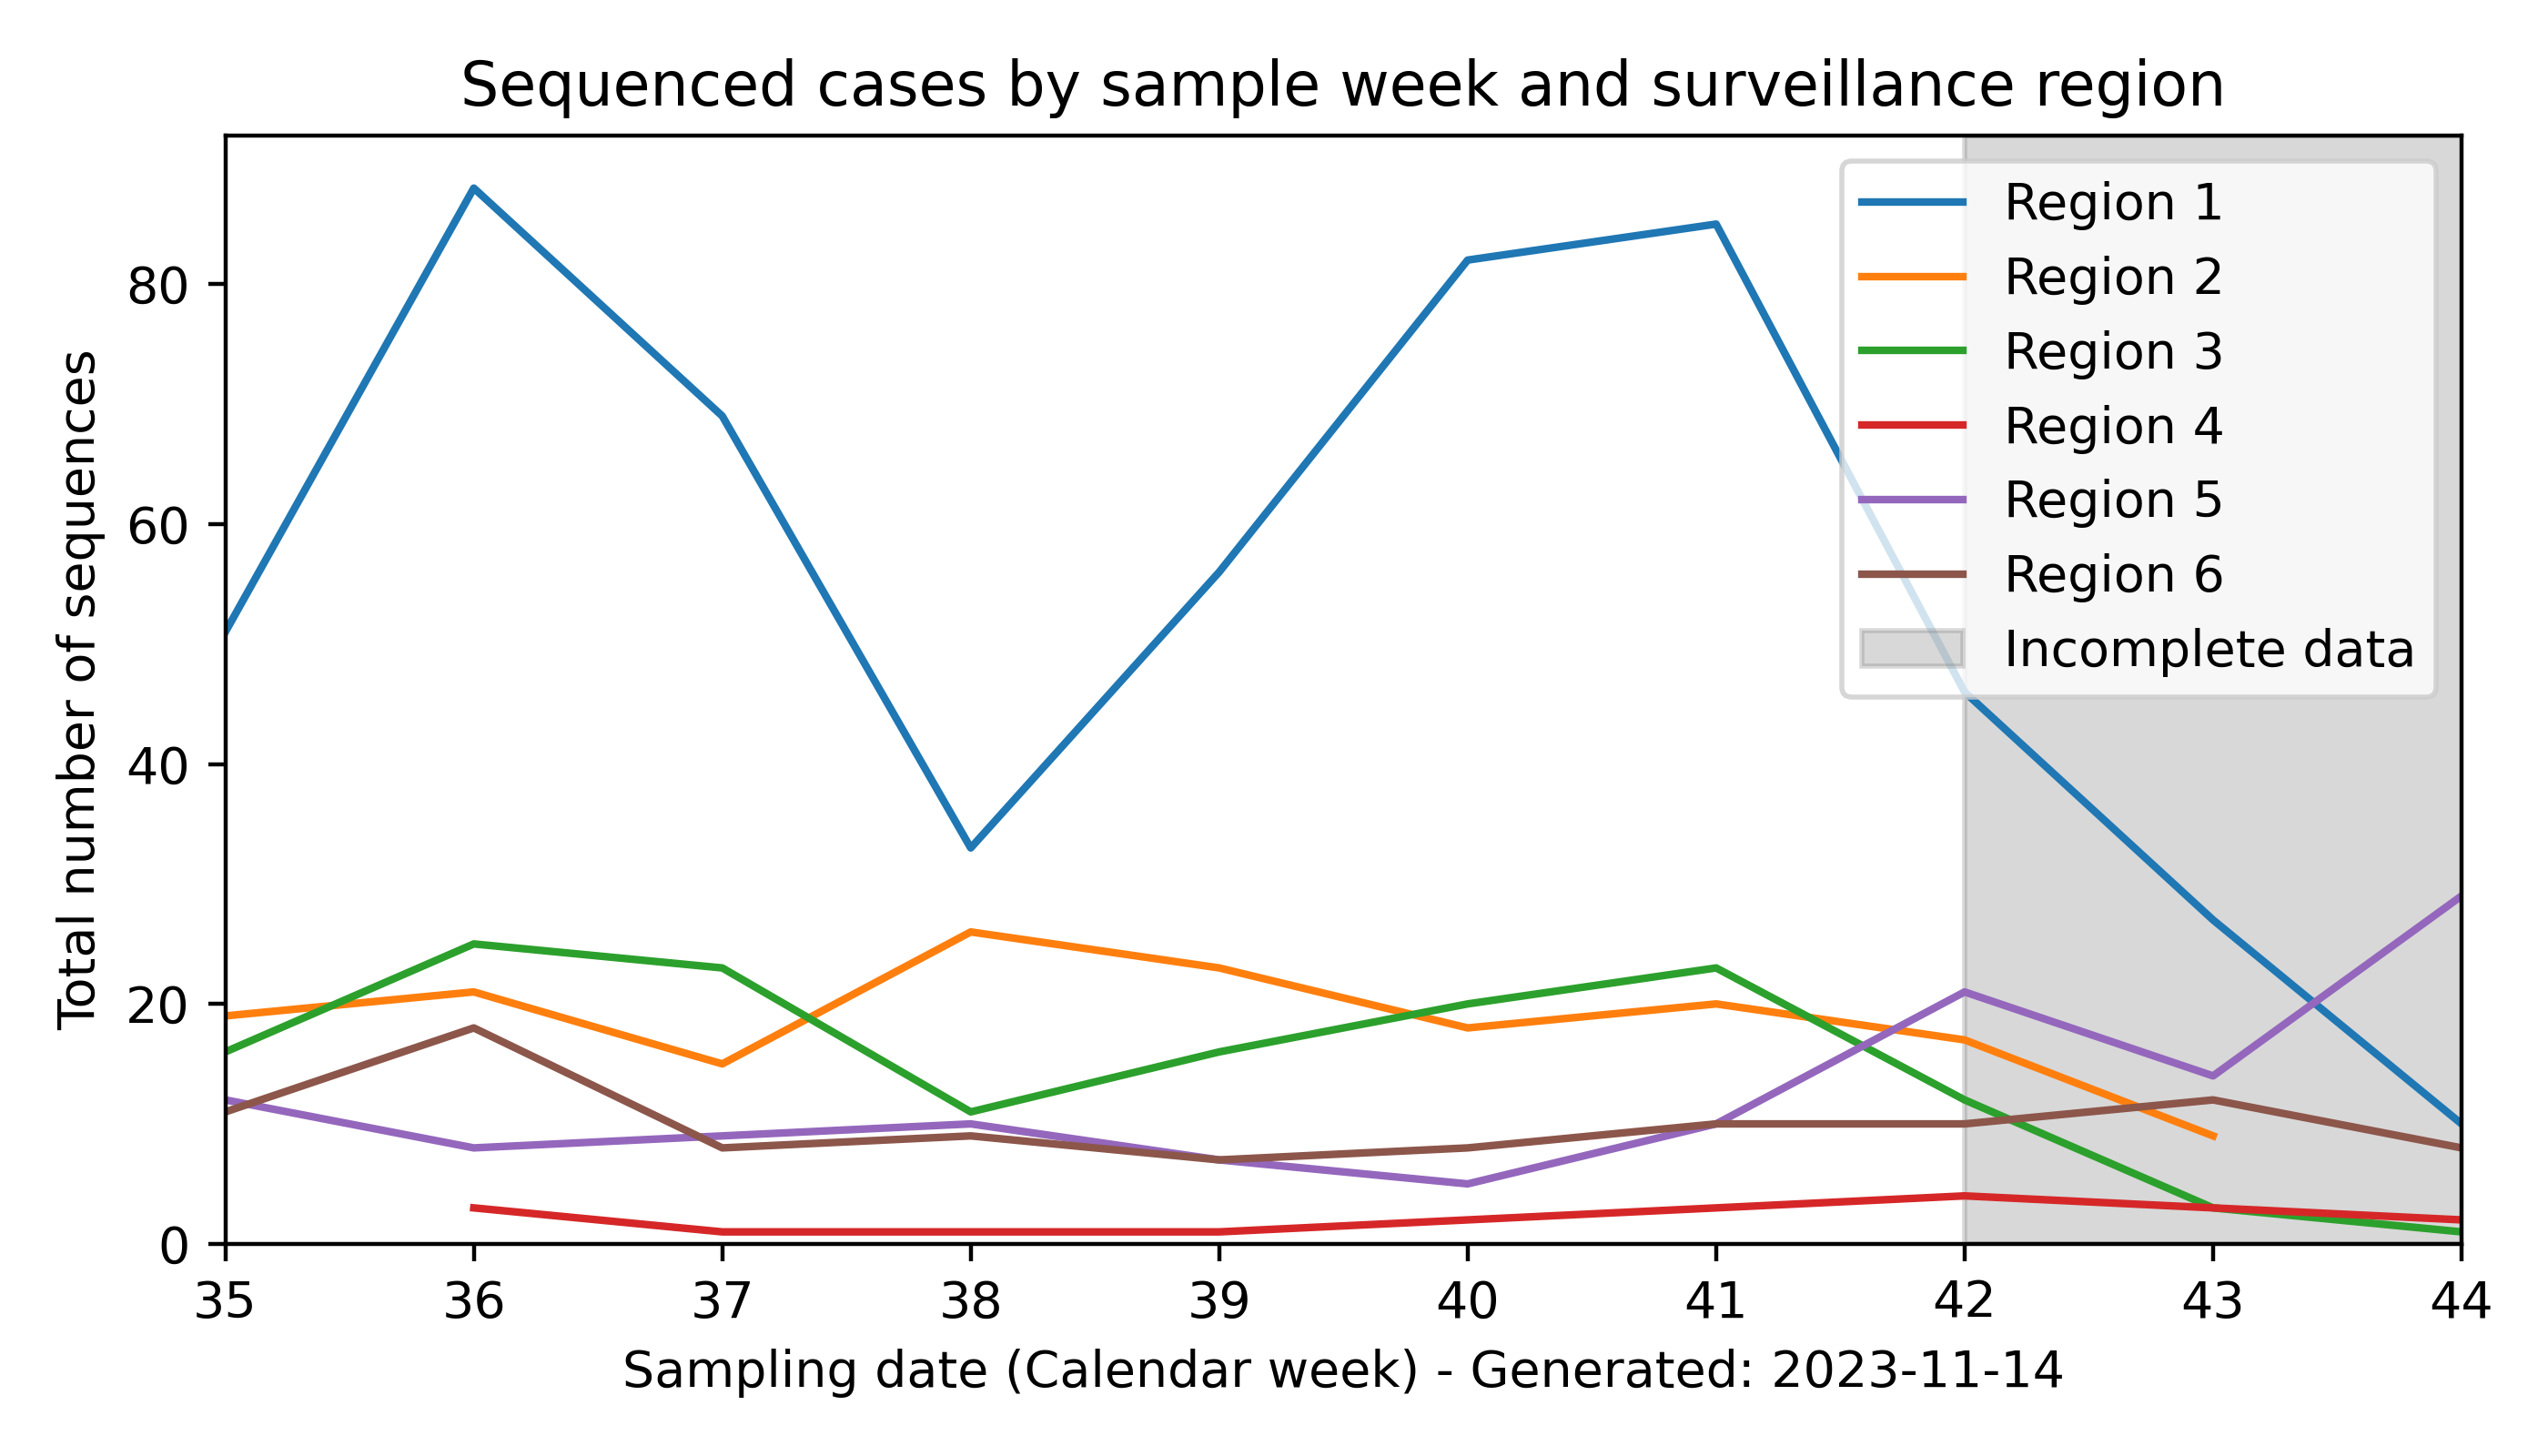 Sequenced cases by sample week and surveillance region
Total number of sequences
80
60
40
20
0
Region 1
Region 2
Region 3
Region 4
Region 5
Region 6
Incomplete data
35 36 37 38 39 40 41 42 43 44
Sampling date (Calendar week) - Generated: 2023-11-14